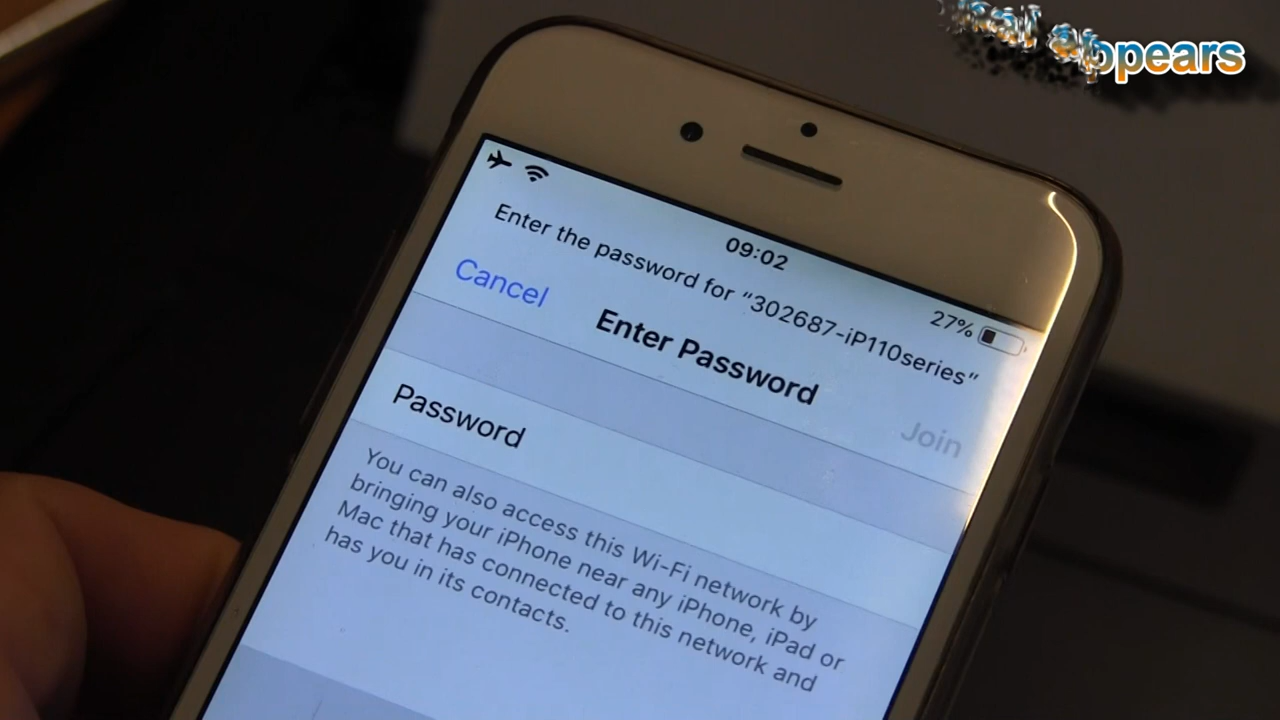 appears
09:02
27%
Enter the password for “302687-iP110series”
Cancel
Enter Password
Join
Password
You can also access this Wi-Fi network by
bringing your iPhone near any iPhone, iPad or
Mac that has connected to this network and
has you in its contacts.